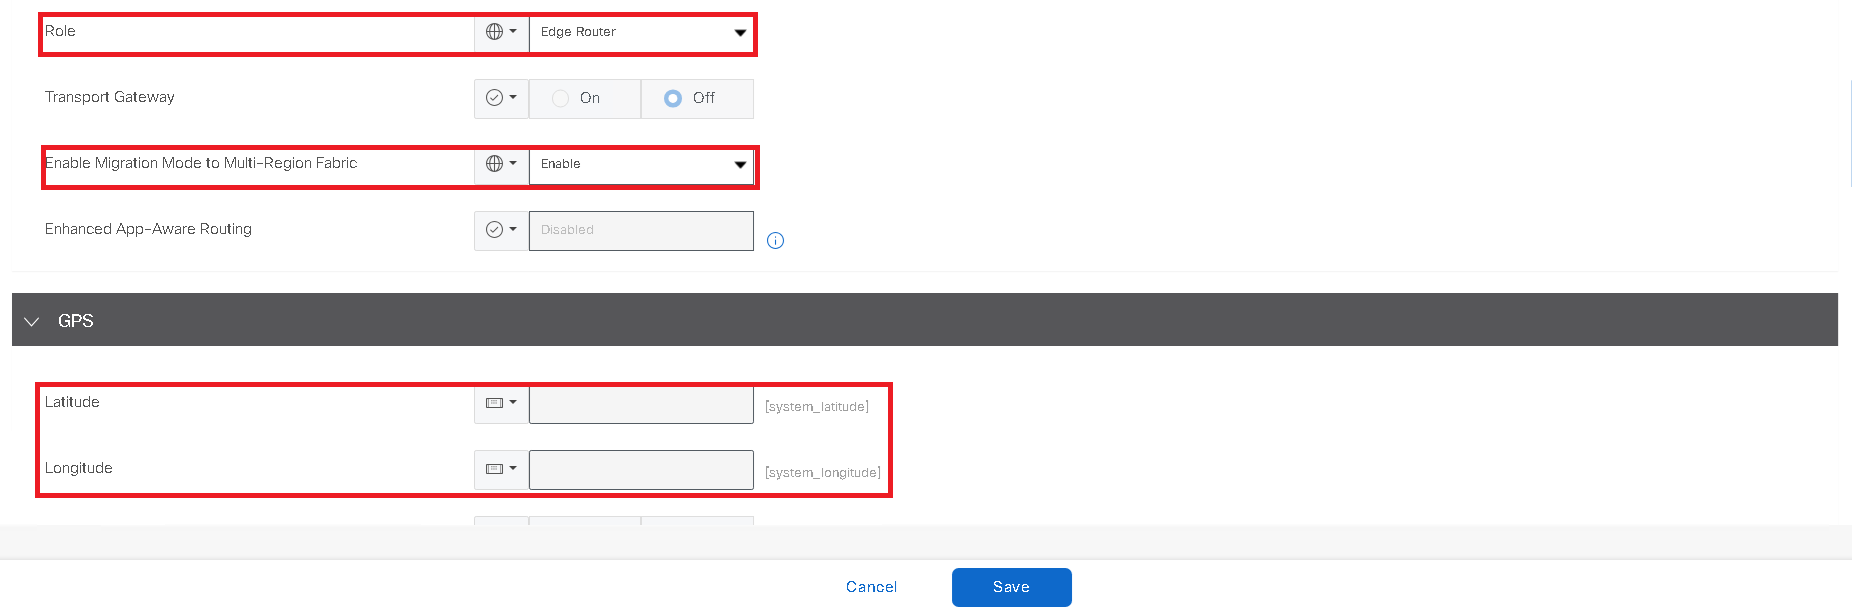 Role Edge Router
Transport Gateway On Off
Enable Migration Mode to Multi-Region Fabric Enable
Enhanced App-Aware Routing Disabled
GPS
Latitude [system_latitude]
Longitude [system_longitude]
Cancel Save